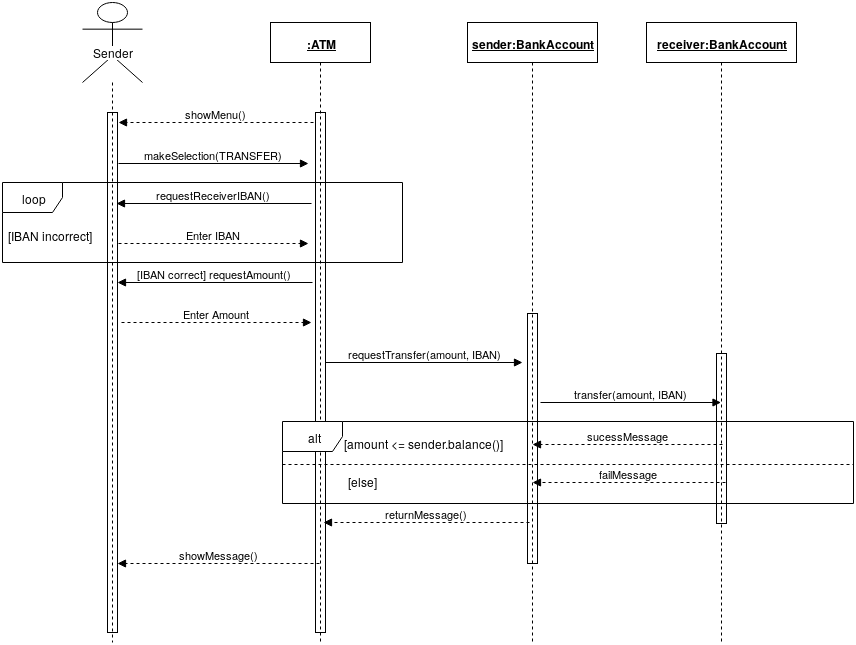 Sender
:ATM
sender:BankAccount
receiver:BankAccount
showMenu()
makeSelection(TRANSFER)
loop
requestReceiverIBAN()
[IBAN incorrect]
Enter IBAN
[IBAN correct] requestAmount()
Enter Amount
requestTransfer(amount, IBAN)
transfer(amount, IBAN)
alt
[amount <= sender.balance()]
sucessMessage
[else]
failMessage
returnMessage()
showMessage()